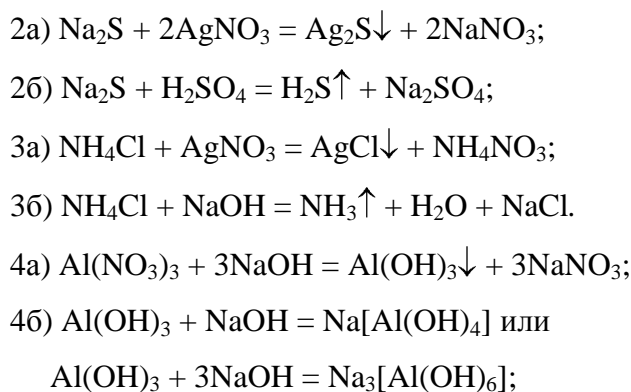 2а) Na₂S + 2AgNO₃ = Ag₂S↓ + 2NaNO₃;
2б) Na₂S + H₂SO₄ = H₂S↑ + Na₂SO₄;
3а) NH₄Cl + AgNO₃ = AgCl↓ + NH₄NO₃;
3б) NH₄Cl + NaOH = NH₃↑ + H₂O + NaCl.
4а) Al(NO₃)₃ + 3NaOH = Al(OH)₃↓ + 3NaNO₃;
4б) Al(OH)₃ + NaOH = Na[Al(OH)₄] или
Al(OH)₃ + 3NaOH = Na₃[Al(OH)₆];